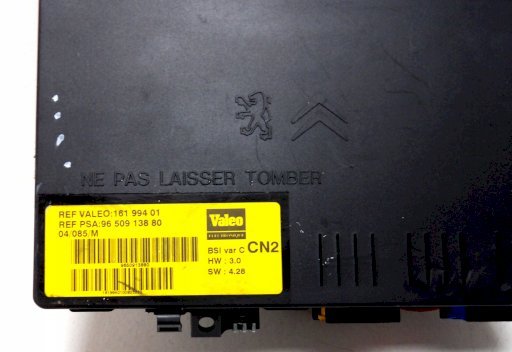 NE PAS LAISSER TOMBER
REF VALEO:161 994 01
REF PSA:96 509 138 80
04/085/M
Valeo
BSI var C CN2
HW : 3.0
SW : 4.28
9650913880